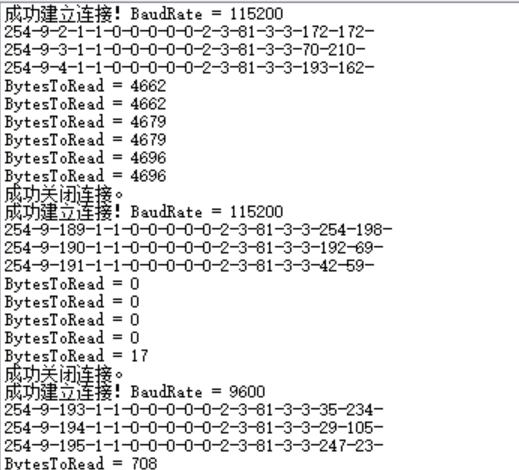 成功建立连接! BaudRate = 115200
254-9-2-1-1-0-0-0-0-0-2-3-81-3-3-172-172-
254-9-3-1-1-0-0-0-0-0-2-3-81-3-3-70-210-
254-9-4-1-1-0-0-0-0-0-2-3-81-3-3-193-162-
BytesToRead = 4662
BytesToRead = 4662
BytesToRead = 4679
BytesToRead = 4679
BytesToRead = 4696
BytesToRead = 4696
成功关闭连接。
成功建立连接! BaudRate = 115200
254-9-189-1-1-0-0-0-0-0-2-3-81-3-3-254-198-
254-9-190-1-1-0-0-0-0-0-2-3-81-3-3-192-69-
254-9-191-1-1-0-0-0-0-0-2-3-81-3-3-42-59-
BytesToRead = 0
BytesToRead = 0
BytesToRead = 0
BytesToRead = 0
BytesToRead = 17
成功关闭连接。
成功建立连接! BaudRate = 9600
254-9-193-1-1-0-0-0-0-0-2-3-81-3-3-35-234-
254-9-194-1-1-0-0-0-0-0-2-3-81-3-3-29-105-
254-9-195-1-1-0-0-0-0-0-2-3-81-3-3-247-23-
BytesToRead = 708